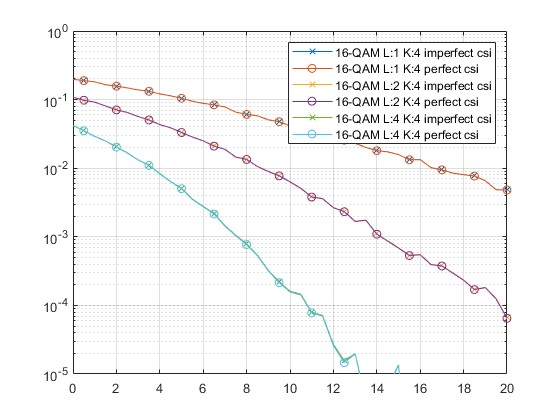 10^0
16-QAM L:1 K:4 imperfect csi
16-QAM L:1 K:4 perfect csi
16-QAM L:2 K:4 imperfect csi
16-QAM L:2 K:4 perfect csi
16-QAM L:4 K:4 imperfect csi
16-QAM L:4 K:4 perfect csi
10^-1
10^-2
10^-3
10^-4
10^-5
0 2 4 6 8 10 12 14 16 18 20